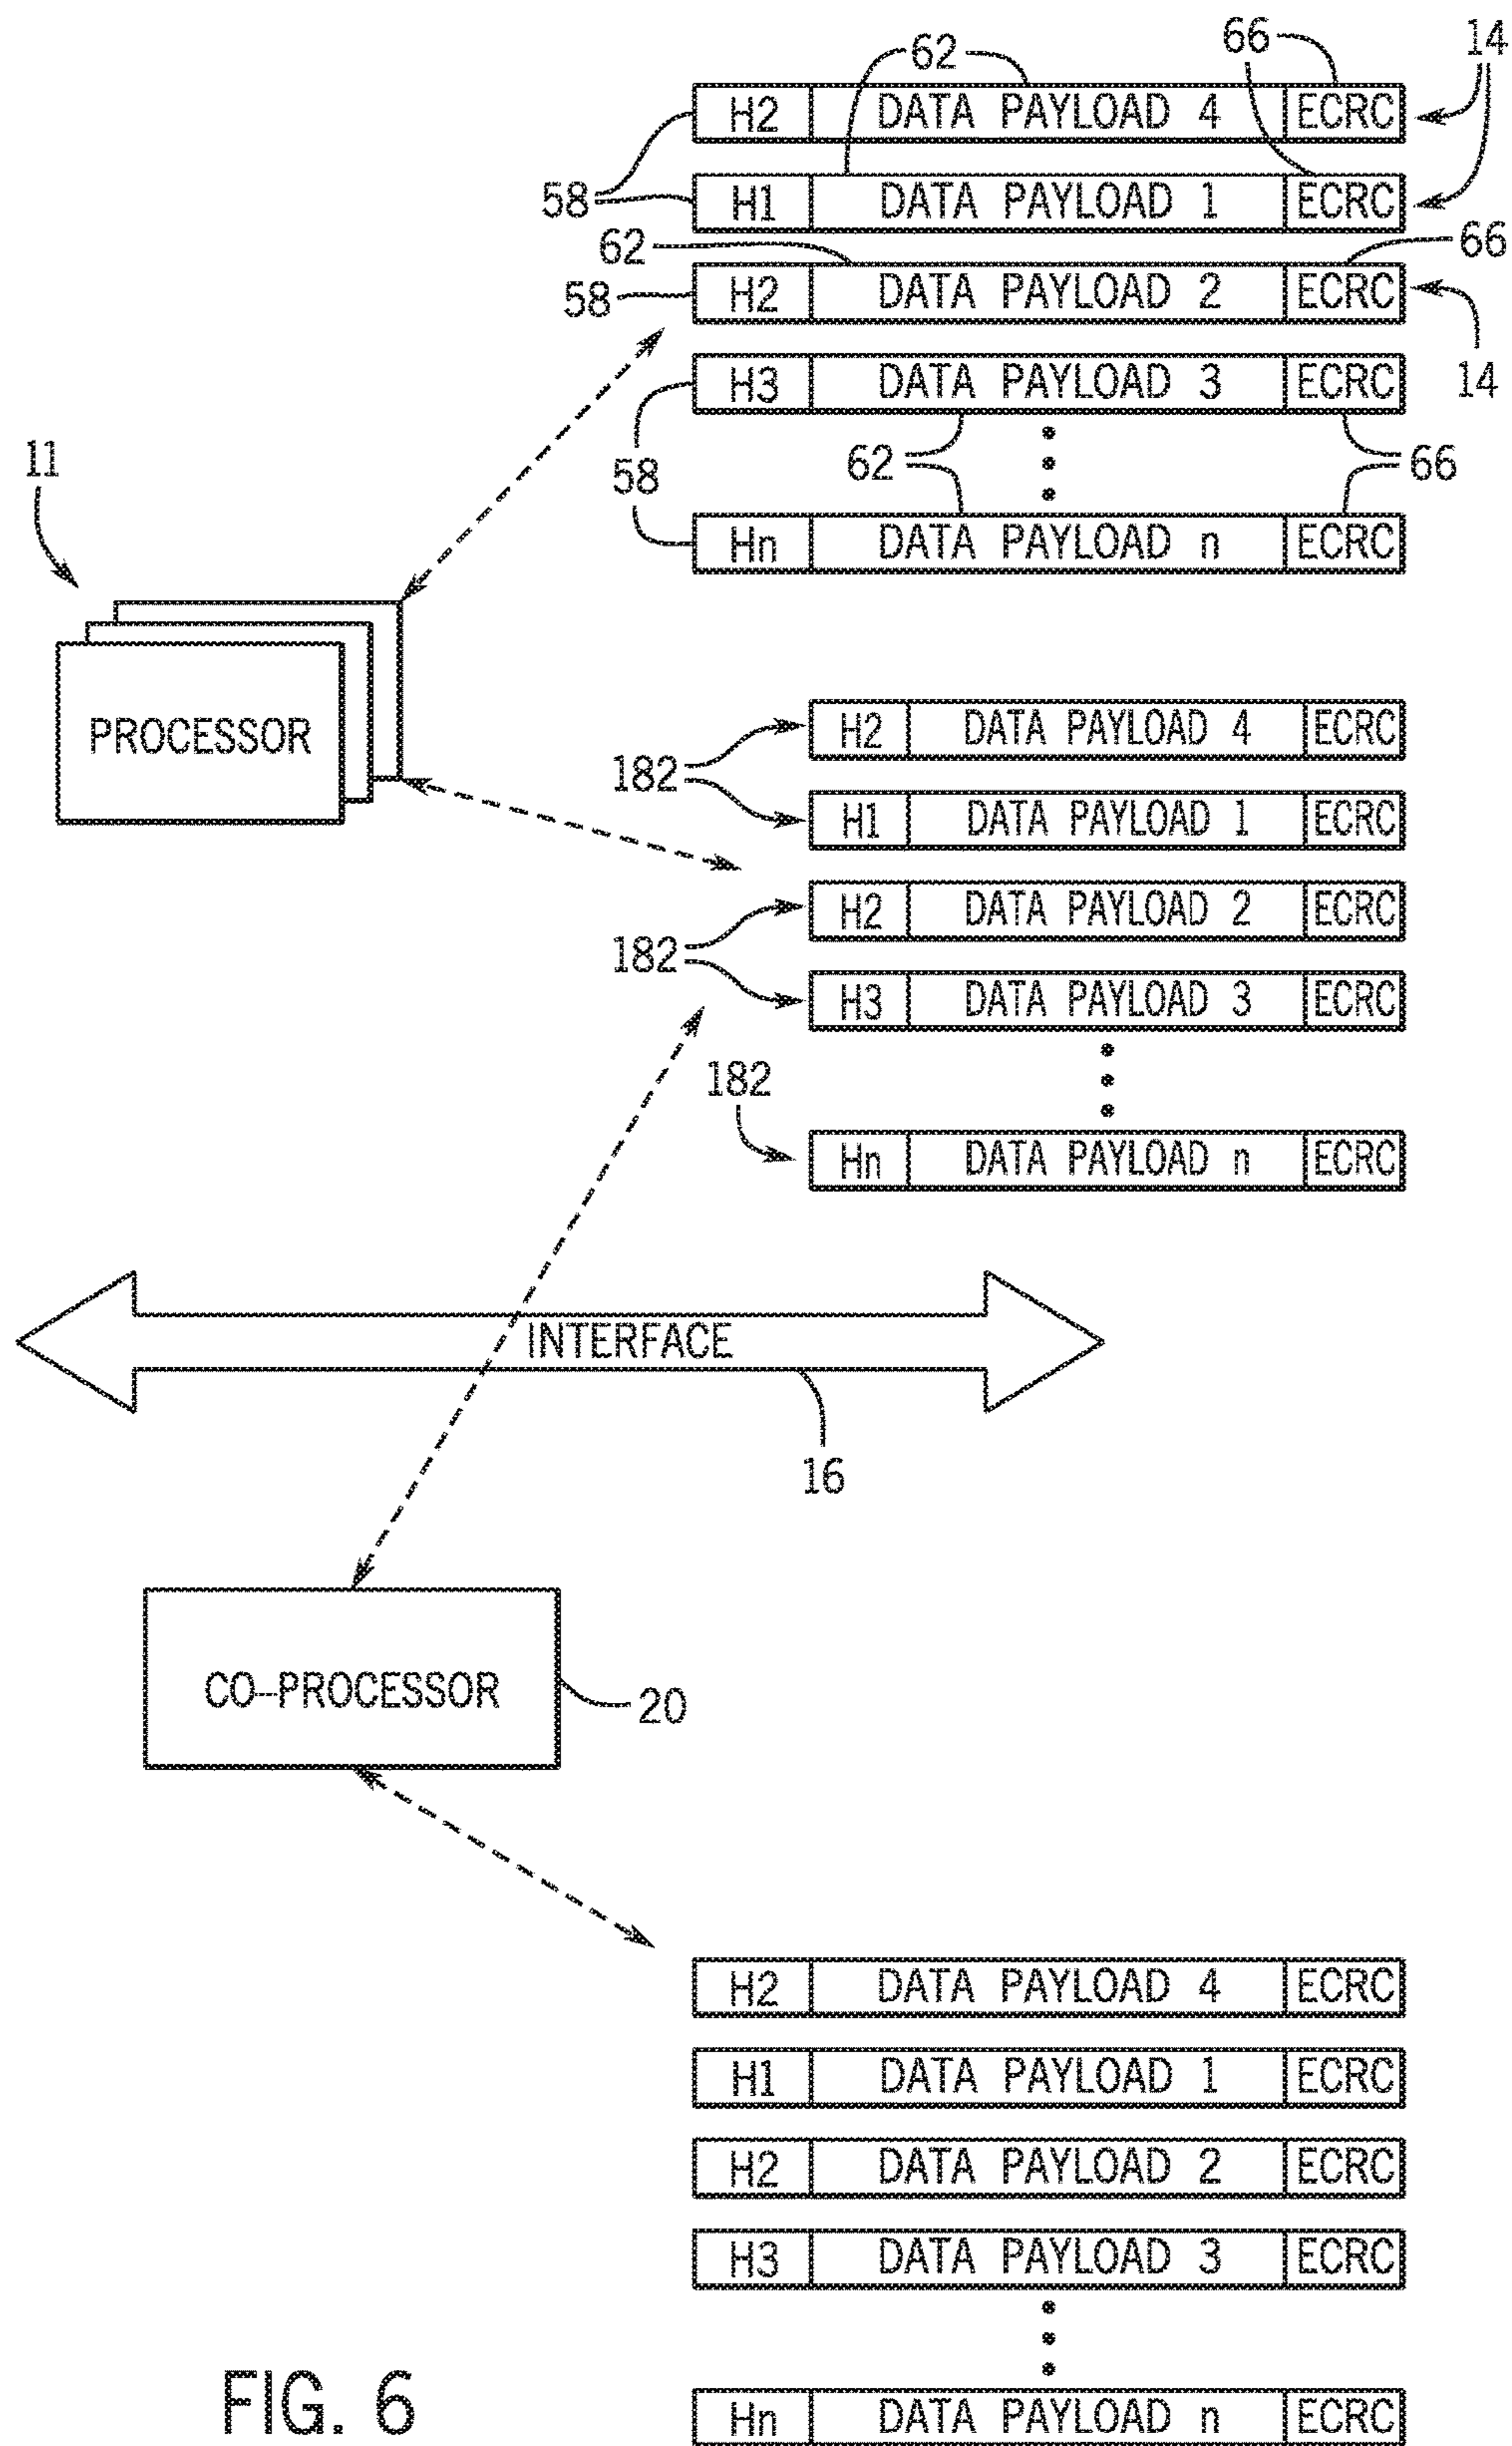 62 66 14
H2 DATA PAYLOAD 4 ECRC
58 H1 DATA PAYLOAD 1 ECRC
62 66
58 H2 DATA PAYLOAD 2 ECRC
H3 DATA PAYLOAD 3 ECRC 14
11 58 62 66
Hn DATA PAYLOAD n ECRC
PROCESSOR
H2 DATA PAYLOAD 4 ECRC
182
H1 DATA PAYLOAD 1 ECRC
H2 DATA PAYLOAD 2 ECRC
182
H3 DATA PAYLOAD 3 ECRC
182
Hn DATA PAYLOAD n ECRC
INTERFACE
16
CO-PROCESSOR
20
H2 DATA PAYLOAD 4 ECRC
H1 DATA PAYLOAD 1 ECRC
H2 DATA PAYLOAD 2 ECRC
H3 DATA PAYLOAD 3 ECRC
Hn DATA PAYLOAD n ECRC
FIG. 6